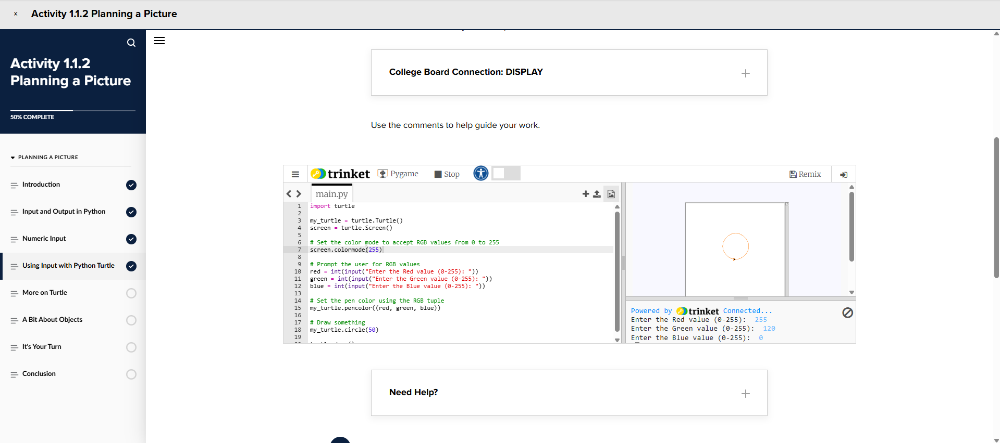 x Activity 1.1.2 Planning a Picture
Activity 1.1.2
Planning a Picture
50% COMPLETE
PLANNING A PICTURE
Introduction
Input and Output in Python
Numeric Input
Using Input with Python Turtle
More on Turtle
A Bit About Objects
It's Your Turn
Conclusion
College Board Connection: DISPLAY
Use the comments to help guide your work.
trinket Pygame Stop Remix
main.py
1 import turtle
2
3 my_turtle = turtle.Turtle()
4 screen = turtle.Screen()
5
6 # Set the color mode to accept RGB values from 0 to 255
7 screen.colormode(255)
8
9 # Prompt the user for RGB values
10 red = int(input("Enter the Red value (0-255): "))
11 green = int(input("Enter the Green value (0-255): "))
12 blue = int(input("Enter the Blue value (0-255): "))
13
14 # Set the pen color using the RGB tuple
15 my_turtle.pencolor((red, green, blue))
16
17 # Draw something
18 my_turtle.circle(50)
19
Powered by trinket Connected...
Enter the Red value (0-255): 255
Enter the Green value (0-255): 120
Enter the Blue value (0-255): 0
Need Help?